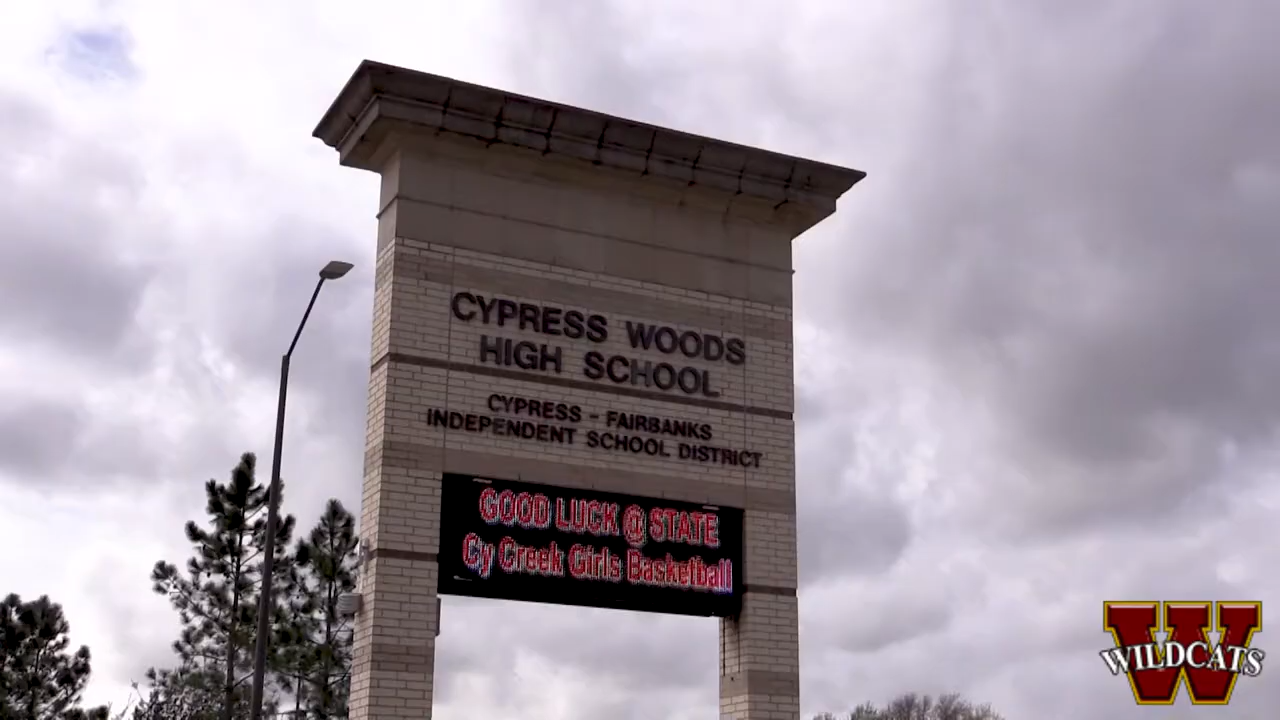 CYPRESS WOODS
HIGH SCHOOL
CYPRESS - FAIRBANKS
INDEPENDENT SCHOOL DISTRICT
GOOD LUCK @ STATE
Cy Creek Girls Basketball
W
WILDCATS